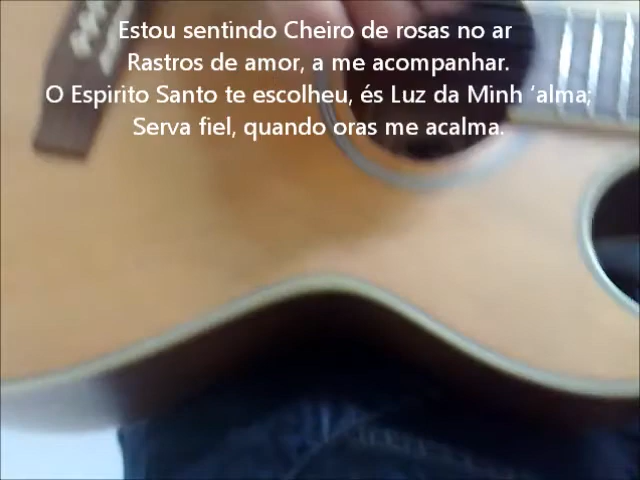 Estou sentindo Cheiro de rosas no ar
Rastros de amor, a me acompanhar.
O Espirito Santo te escolheu, és Luz da Minh ‘alma;
Serva fiel, quando oras me acalma.